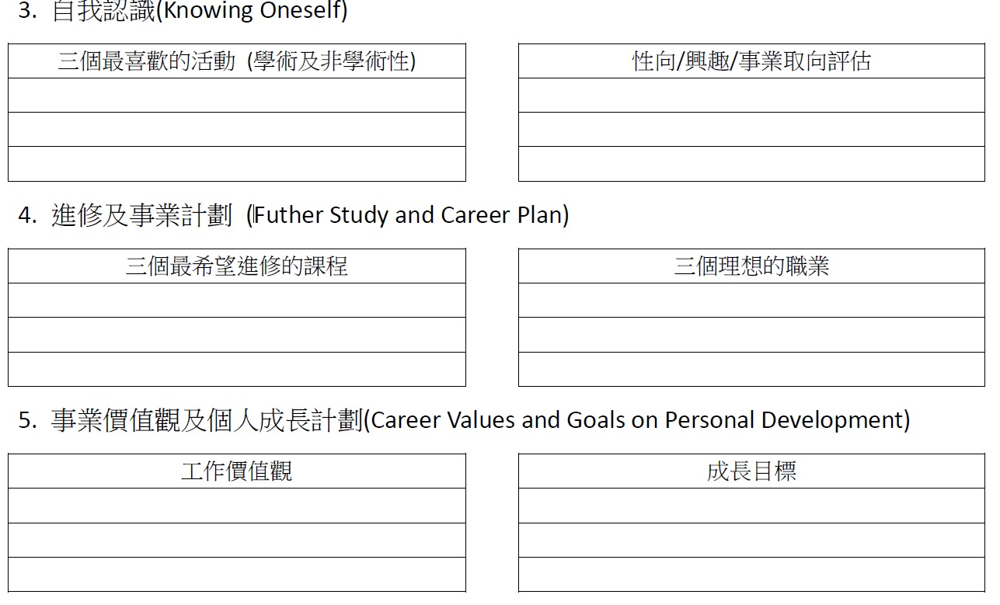 3. 自我認識(Knowing Oneself)
三個最喜歡的活動 (學術及非學術性)
性向/興趣/事業取向評估
4. 進修及事業計劃 (Futher Study and Career Plan)
三個最希望進修的課程
三個理想的職業
5. 事業價值觀及個人成長計劃(Career Values and Goals on Personal Development)
工作價值觀
成長目標